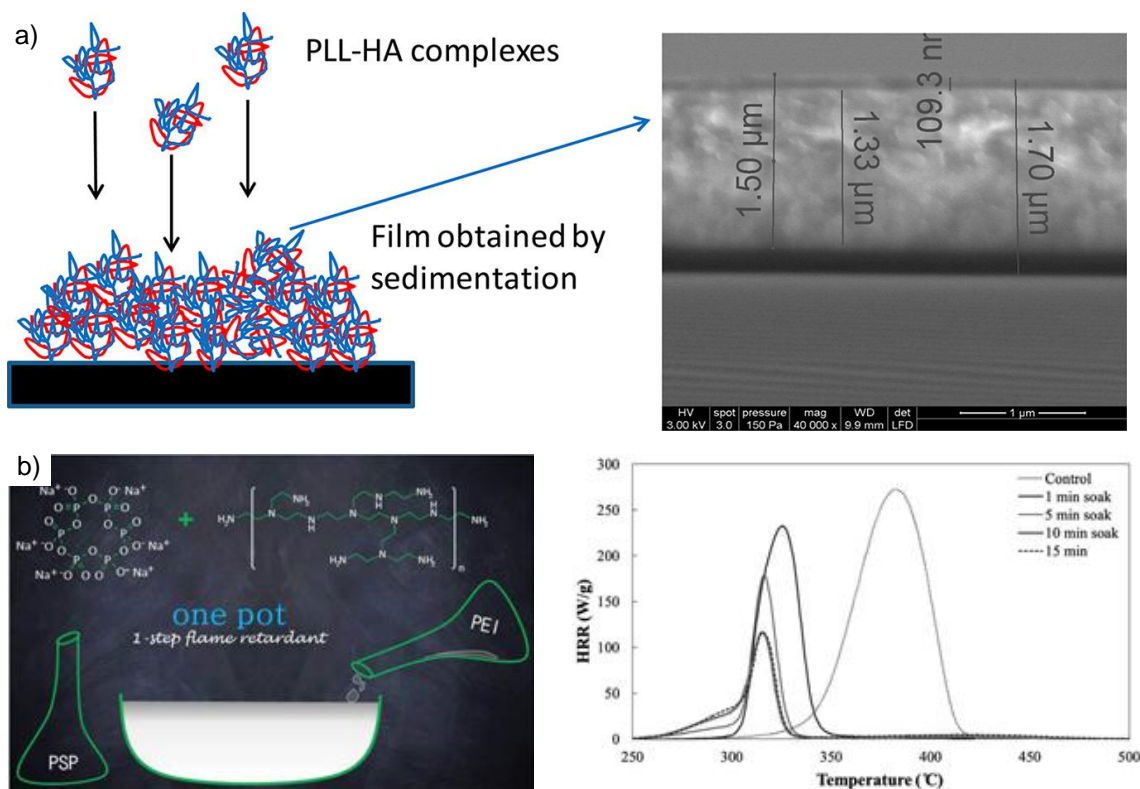 a)
PLL-HA complexes
Film obtained by
sedimentation
1.50 µm
1.33 µm
109.3 nm
1.70 µm
HV spot pressure mag WD det
3.00 kV 3.0 150 Pa 40 000 x 9.9 mm LFD
1 µm
b)
Na⁺ ⁻O O O⁻ Na⁺
O=P O P=O
O O
Na⁺ ⁻O P P O⁻ Na⁺
O O
P O P
Na⁺⁻O O O O⁻ Na⁺
+
NH₂ NH₂
H₂N N N N N NH₂
H H
N
H₂N N NH₂
NH₂
n
one pot
1-step flame retardant
PEI
PSP
HRR (W/g)
300
250
200
150
100
50
0
250 300 350 400 450 500
Temperature (℃)
Control
1 min soak
5 min soak
10 min soak
15 min